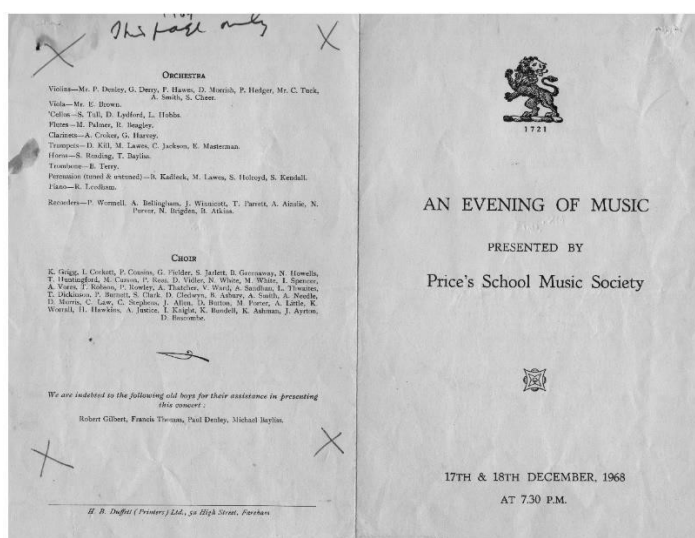 This page only
ORCHESTRA
Violins—Mr. P. Denley, G. Derry, F. Hawes, D. Morrish, P. Hedger, Mr. C. Tuck,
A. Smith, S. Cheer.
Viola—Mr. E. Brown.
'Cellos—S. Tull, D. Lydford, L. Hobbs.
Flutes—M. Palmer, R. Beagley.
Clarinets—A. Croker, G. Harvey.
Trumpets—D. Kill, M. Lawes, C. Jackson, E. Masterman.
Horns—S. Reading, T. Bayliss.
Trombone—B. Terry.
Percussion (tuned & untuned)—B. Kadleck, M. Lawes, S. Holroyd, S. Kendall.
Piano—R. Leedham.
Recorders—P. Wormell, A. Bellingham, J. Winnicott, T. Parrett, A. Ainslie, N.
Purver, N. Brigden, B. Atkins.
CHOIR
K. Grigg, I. Corkett, P. Cousins, G. Fielder, S. Jarlett, B. Greenaway, N. Howells,
T. Huntingford, M. Carson, P. Rees, D. Vidler, N. White, M. White, I. Spencer,
A. Vores, T. Robson, P. Rowley, A. Thatcher, V. Ward, A. Sandham, L. Thwaites,
T. Dickinson, P. Burnett, S. Clark, D. Cledwyn, B. Asbury, A. Smith, A. Needle,
D. Morris, C. Law, C. Stephens, J. Allen, D. Burton, M. Porter, A. Little, K.
Worrall, H. Hawkins, A. Justice, I. Knight, K. Bundell, K. Ashman, J. Ayrton,
D. Boscombe.
We are indebted to the following old boys for their assistance in presenting
this concert :
Robert Gilbert, Francis Thomas, Paul Denley, Michael Bayliss.
H. B. Duffett (Printers) Ltd., 5a High Street, Fareham
1721
AN EVENING OF MUSIC
PRESENTED BY
Price's School Music Society
17TH & 18TH DECEMBER, 1968
AT 7.30 P.M.